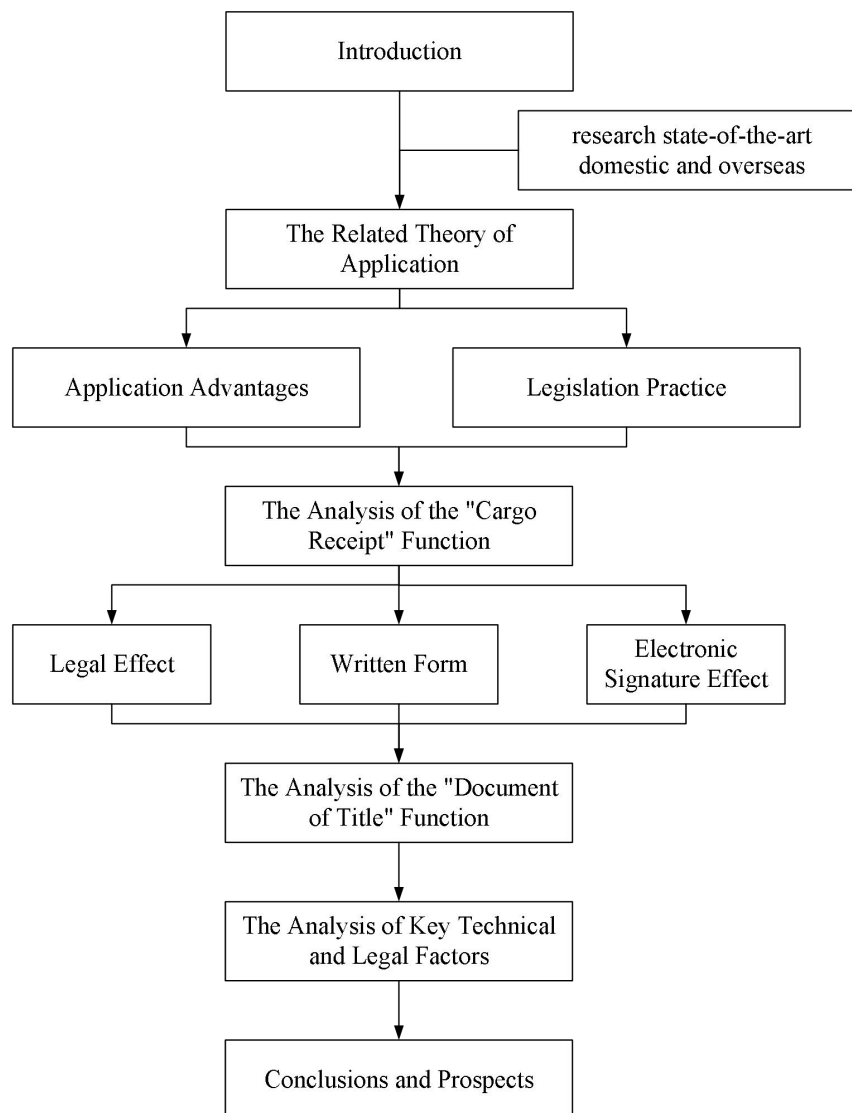 Introduction
research state-of-the-art
domestic and overseas
The Related Theory of
Application
Application Advantages
Legislation Practice
The Analysis of the "Cargo
Receipt" Function
Legal Effect
Written Form
Electronic
Signature Effect
The Analysis of the "Document
of Title" Function
The Analysis of Key Technical
and Legal Factors
Conclusions and Prospects